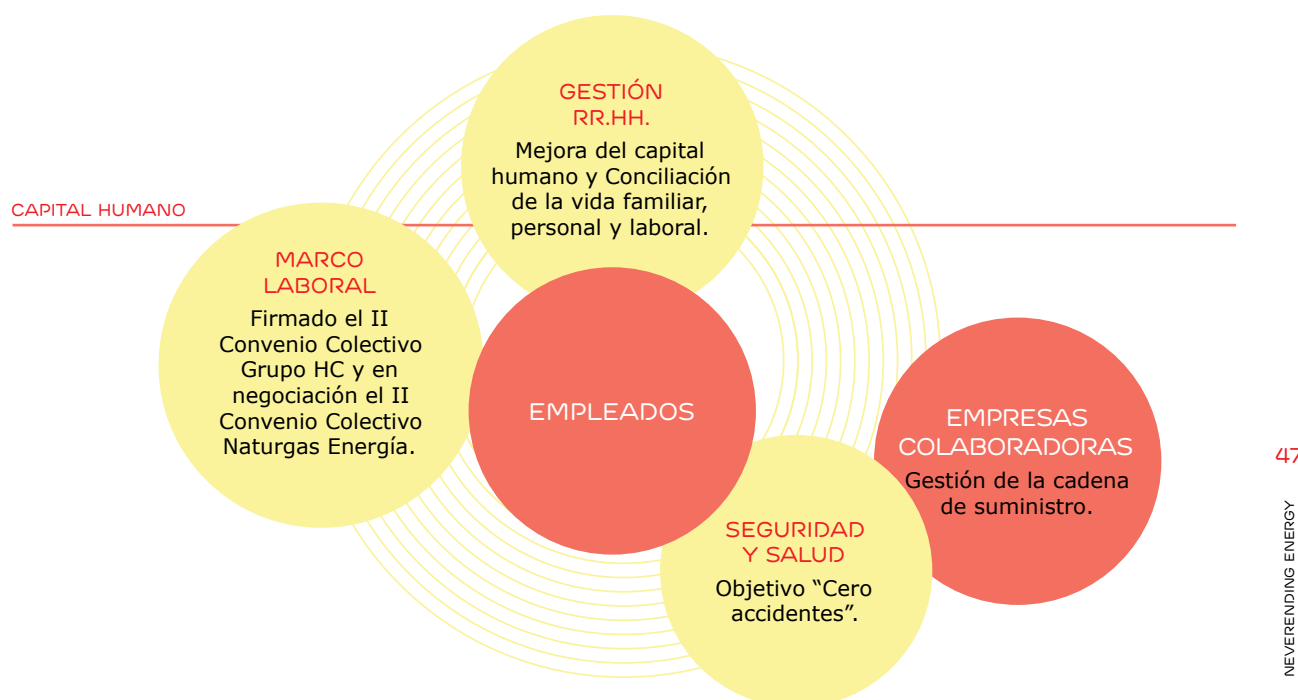 GESTIÓN
RR.HH.
Mejora del capital
humano y Conciliación
de la vida familiar,
personal y laboral.
CAPITAL HUMANO
MARCO
LABORAL
Firmado el II
Convenio Colectivo
Grupo HC y en
negociación el II
Convenio Colectivo
Naturgas Energía.
EMPLEADOS
EMPRESAS
COLABORADORAS
Gestión de la cadena
de suministro.
SEGURIDAD
Y SALUD
Objetivo “Cero
accidentes”.
47
NEVERENDING ENERGY